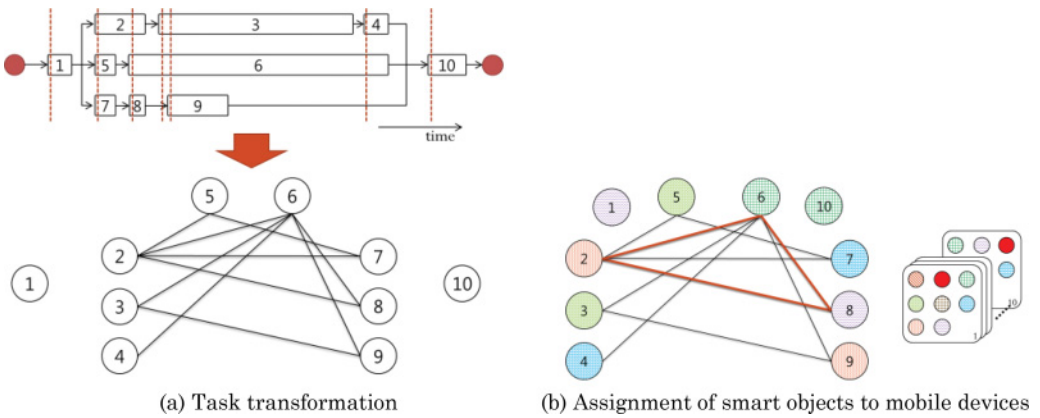 2 3 4
1 5 6 10
7 8 9
time
5 6
2 7
1 10
3 8
4 9
(a) Task transformation
6
5 10
1
2 7
3 8
4 9
10
1
(b) Assignment of smart objects to mobile devices